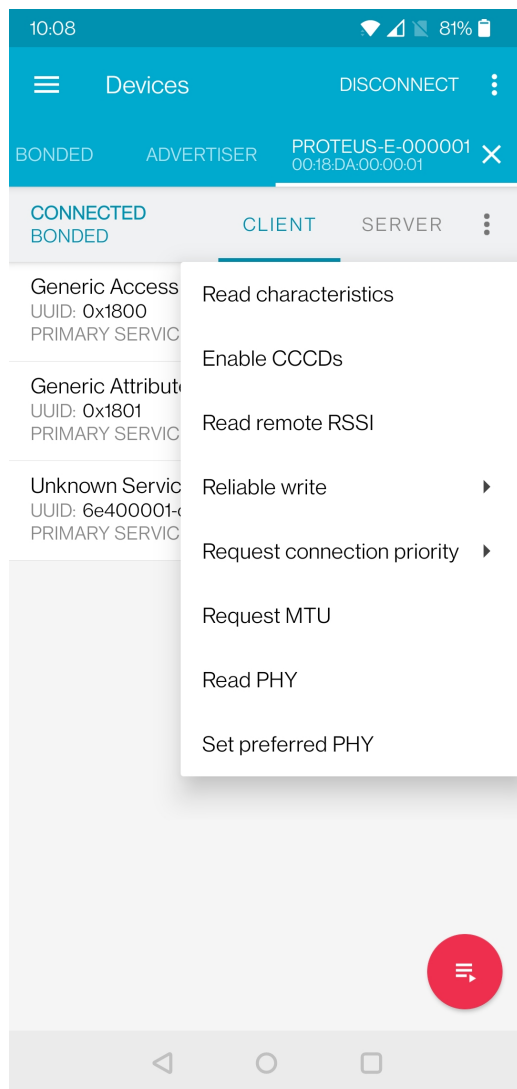 10:08
81%
Devices
DISCONNECT
BONDED
ADVERTISER
PROTEUS-E-000001
00:18:DA:00:00:01
CONNECTED
BONDED
CLIENT
SERVER
Generic Access
UUID: 0x1800
PRIMARY SERVIC
Generic Attribut
UUID: 0x1801
PRIMARY SERVIC
Unknown Servic
UUID: 6e400001-
PRIMARY SERVIC
Read characteristics
Enable CCCDs
Read remote RSSI
Reliable write
Request connection priority
Request MTU
Read PHY
Set preferred PHY